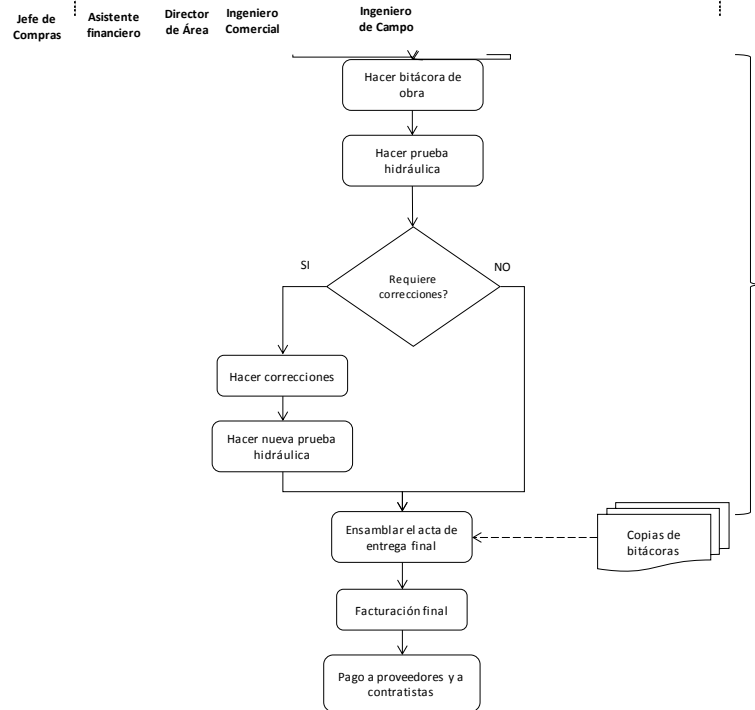 Jefe de
Compras
Asistente
financiero
Director
de Área
Ingeniero
Comercial
Ingeniero
de Campo
Hacer bitácora de
obra
Hacer prueba
hidráulica
SI
NO
Requiere
correcciones?
Hacer correcciones
Hacer nueva prueba
hidráulica
Ensamblar el acta de
entrega final
Copias de
bitácoras
Facturación final
Pago a proveedores y a
contratistas